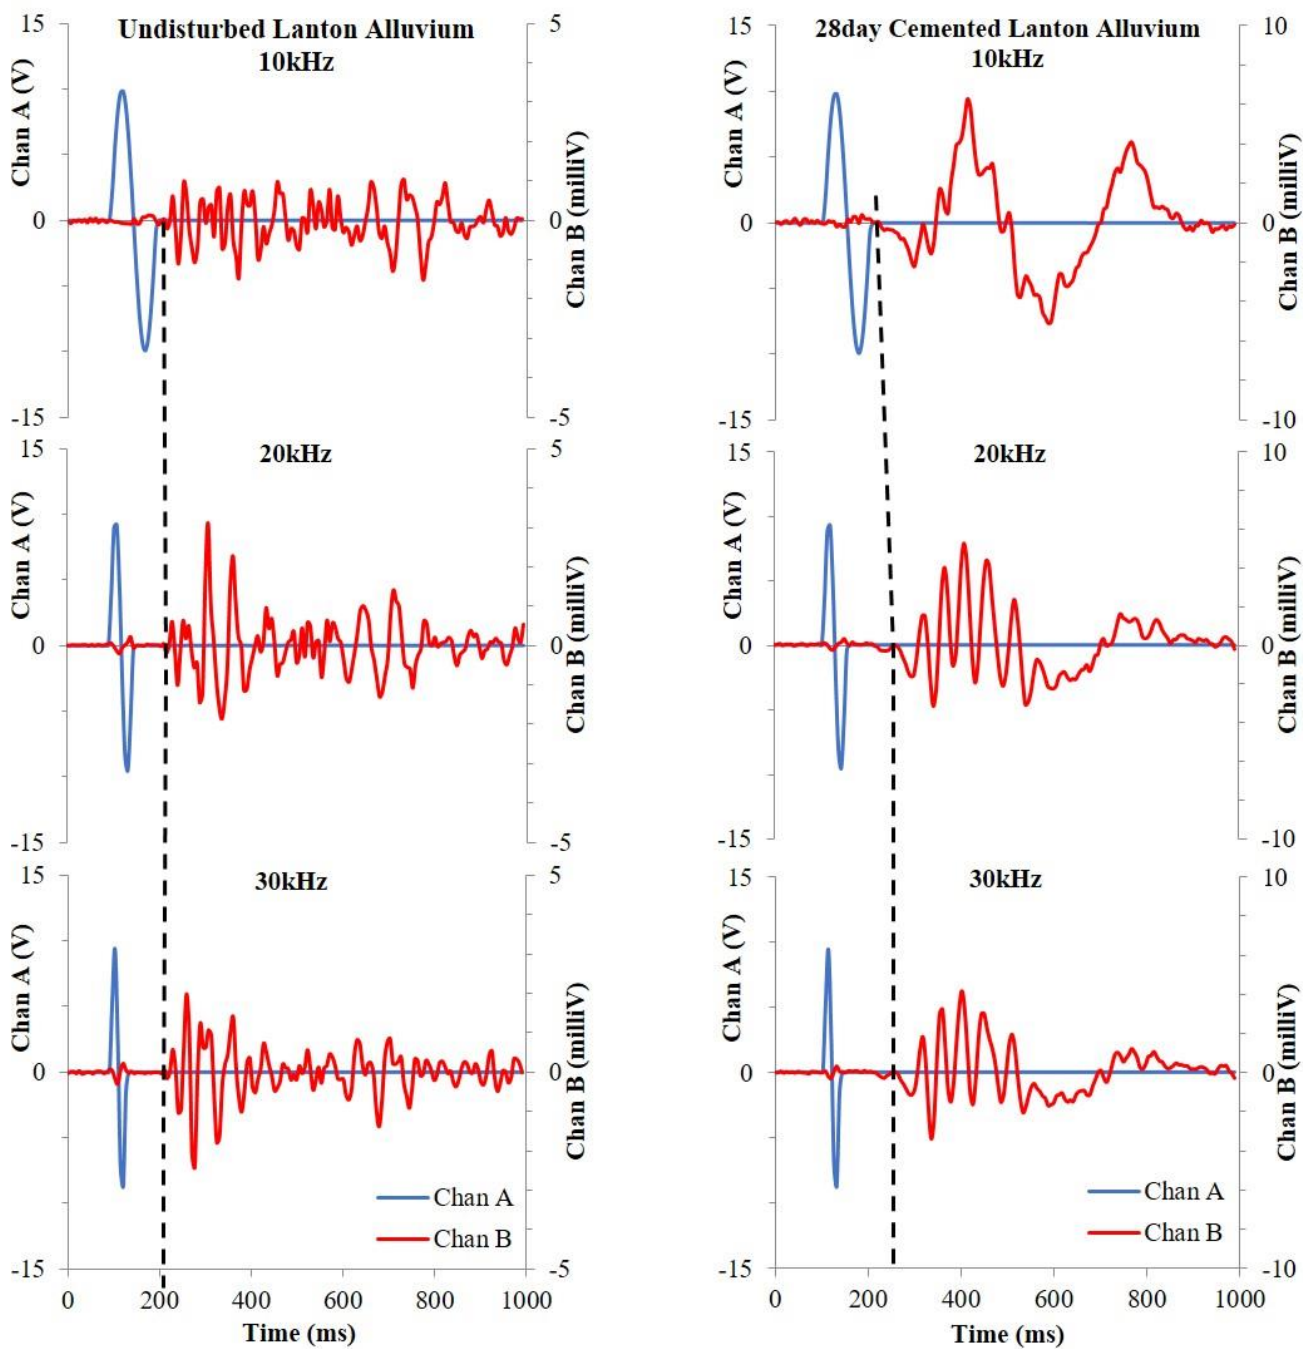 Undisturbed Lanton Alluvium
10kHz
15
0
-15
Chan A (V)
5
0
-5
Chan B (milliV)
28day Cemented Lanton Alluvium
10kHz
15
0
-15
Chan A (V)
10
0
-10
Chan B (milliV)
20kHz
15
0
-15
Chan A (V)
5
0
-5
Chan B (milliV)
20kHz
15
0
-15
Chan A (V)
10
0
-10
Chan B (milliV)
30kHz
15
0
-15
Chan A (V)
5
0
-5
Chan B (milliV)
Chan A
Chan B
0 200 400 600 800 1000
Time (ms)
30kHz
15
0
-15
Chan A (V)
10
0
-10
Chan B (milliV)
Chan A
Chan B
0 200 400 600 800 1000
Time (ms)